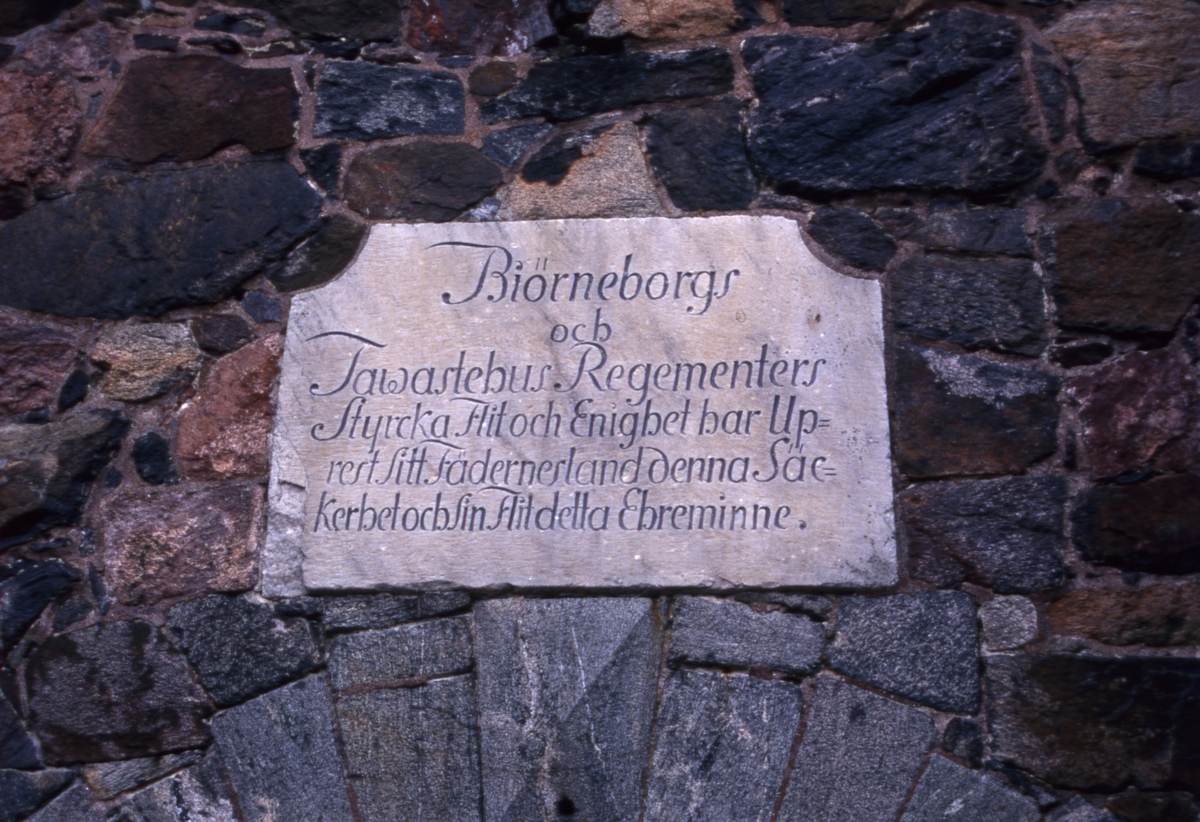 Biörneborgs
och
Tawastehus Regementers
Styrcka Flit och Enighet har Up=
rest sitt fädernesland denna Säc=
kerhet och sin Flit detta Ehreminne.